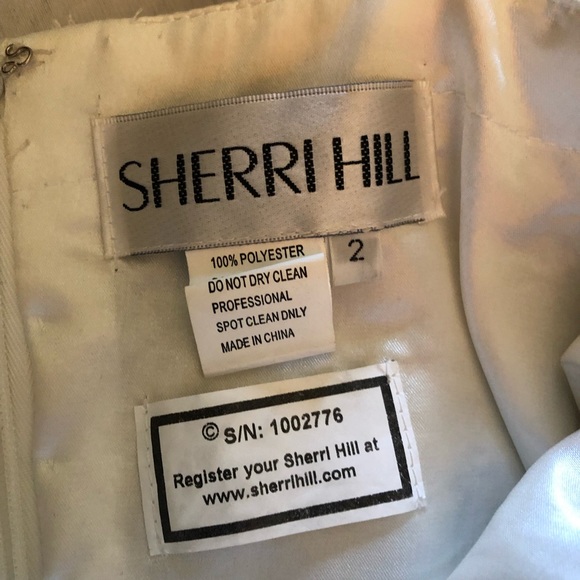 SHERRI HILL
2
100% POLYESTER
DO NOT DRY CLEAN
PROFESSIONAL
SPOT CLEAN DNLY
MADE IN CHINA
© S/N: 1002776
Register your Sherri Hill at
www.sherrihill.com